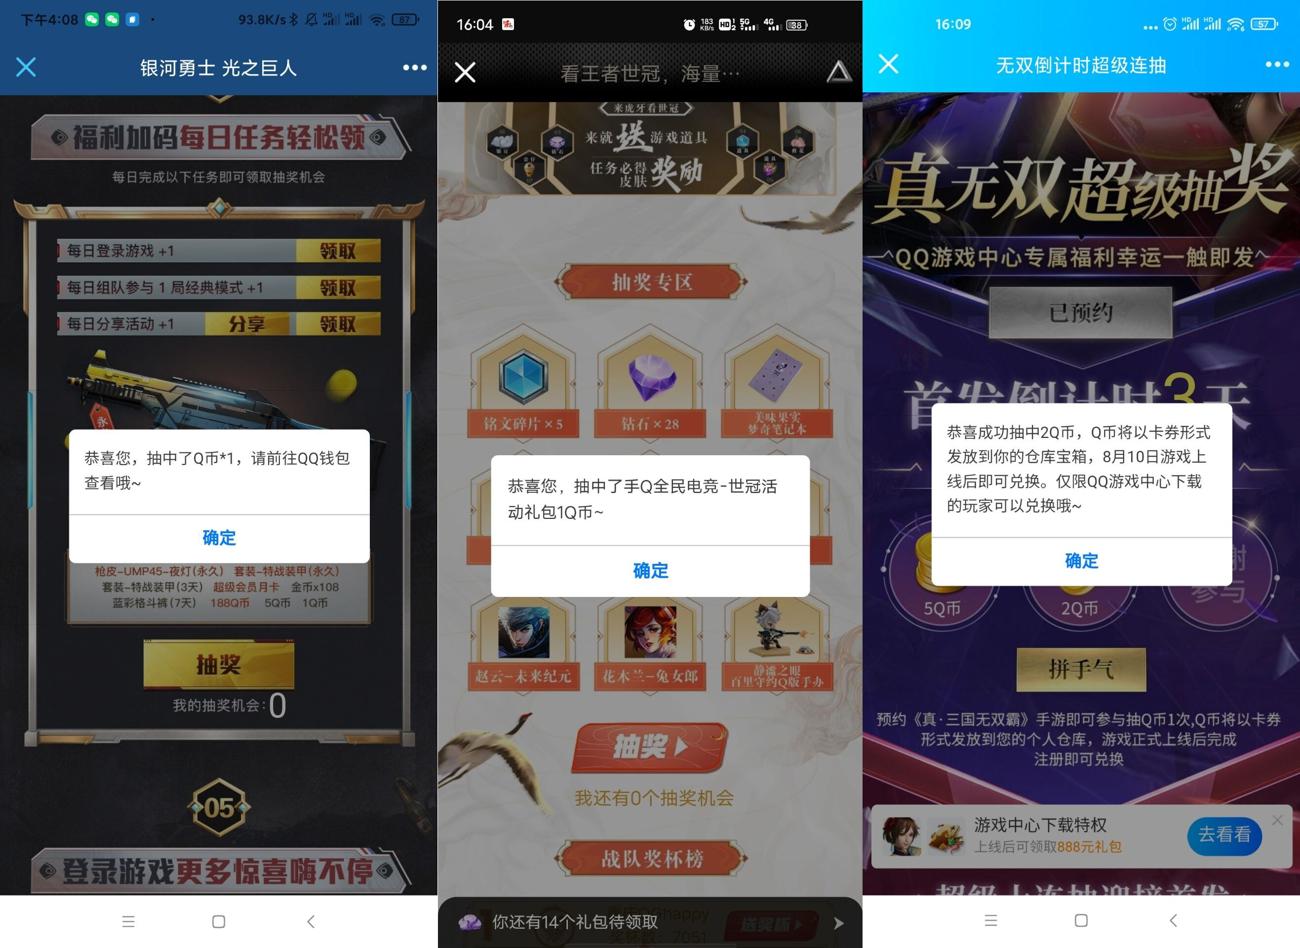 下午4:08
93.8K/s
87
银河勇士 光之巨人
福利加码每日任务轻松领
每日完成以下任务即可领取抽奖机会
每日登录游戏 +1
领取
每日组队参与 1 局经典模式 +1
领取
每日分享活动 +1
分享
领取
永
恭喜您，抽中了Q币*1，请前往QQ钱包
查看哦~
确定
枪皮-UMP45-夜灯(永久) 套装-特战装甲(永久)
套装-特战装甲(3天) 超级会员月卡 金币x108
蓝彩格斗裤(7天) 188Q币 5Q币 1Q币
抽奖
我的抽奖机会:0
05
登录游戏更多惊喜嗨不停
16:04
183
KB/s
HD
5G
4G
38
看王者世冠，海量…
来虎牙看世冠
来就送游戏道具
任务必得皮肤奖励
抽奖专区
铭文碎片×5
钻石×28
美味果实
梦奇笔记本
恭喜您，抽中了手Q全民电竞-世冠活
动礼包1Q币~
确定
赵云-未来纪元
花木兰-兔女郎
静谧之眼
百里守约Q版手办
抽奖
我还有0个抽奖机会
战队奖杯榜
你还有14个礼包待领取
16:09
57
无双倒计时超级连抽
真无双超级抽奖
QQ游戏中心专属福利幸运一触即发
已预约
首发倒计时3天
恭喜成功抽中2Q币，Q币将以卡券形式
发放到你的仓库宝箱，8月10日游戏上
线后即可兑换。仅限QQ游戏中心下载
的玩家可以兑换哦~
确定
5Q币
2Q币
谢
参与
拼手气
预约《真·三国无双霸》手游即可参与抽Q币1次,Q币将以卡券
形式发放到您的个人仓库，游戏正式上线后完成
注册即可兑换
游戏中心下载特权
上线后可领取888元礼包
去看看